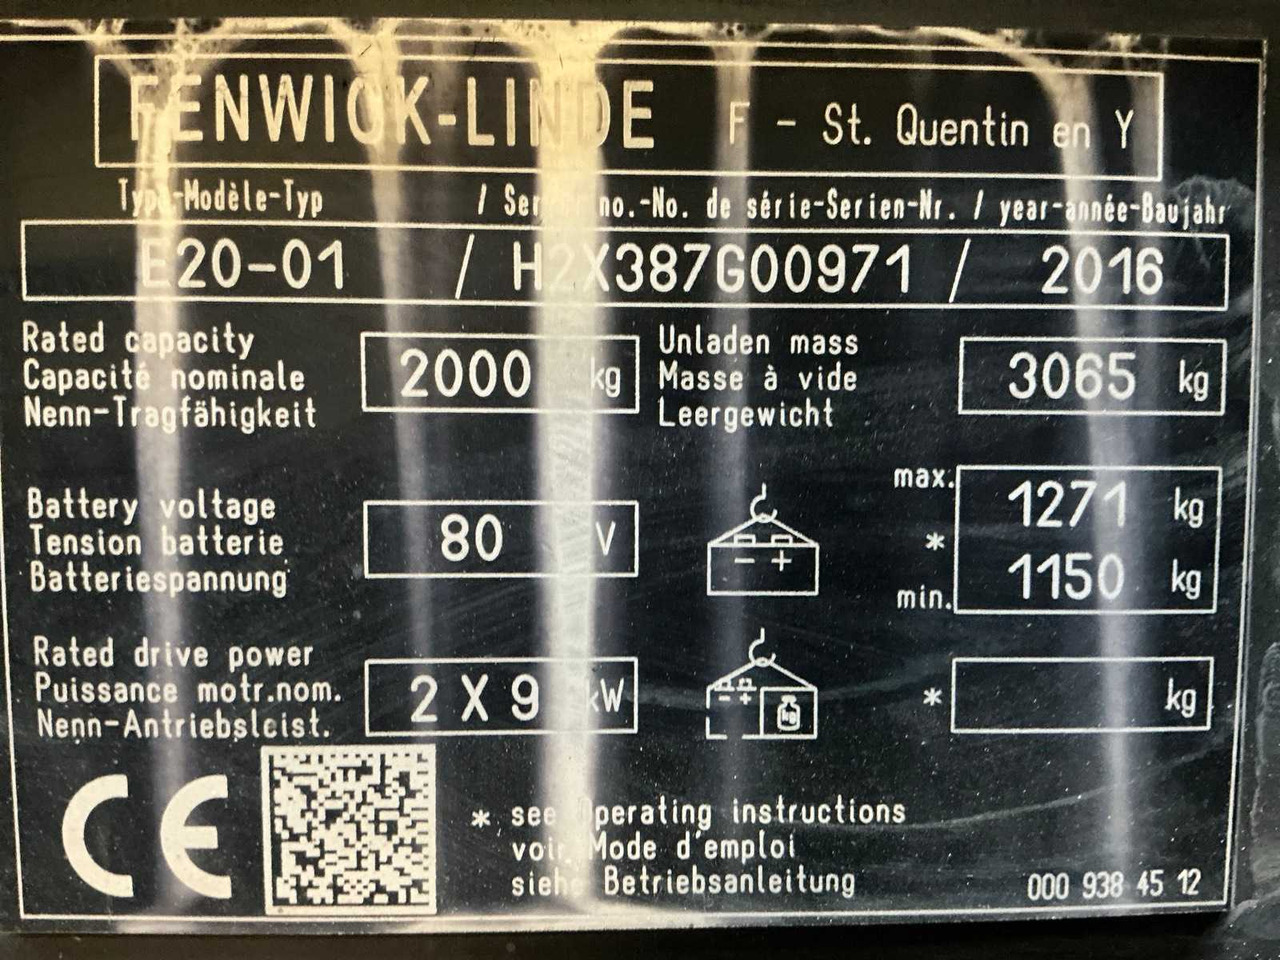 FENWICK-LINDE F - St. Quentin en Y
Type-Modèle-Typ / Serial no.-No. de série-Serien-Nr. / year-année-Baujahr
E20-01 / H2X387G00971 / 2016
Rated capacity
Capacité nominale
Nenn-Tragfähigkeit
2000 kg
Unladen mass
Masse à vide
Leergewicht
3065 kg
Battery voltage
Tension batterie
Batteriespannung
80 V
- +
max.
*
min.
1271 kg
1150 kg
Rated drive power
Puissance motr.nom.
Nenn-Antriebsleist.
2 X 9 kW
- +
kg
* kg
CE
* see Operating instructions
voir Mode d'emploi
siehe Betriebsanleitung
000 938 45 12